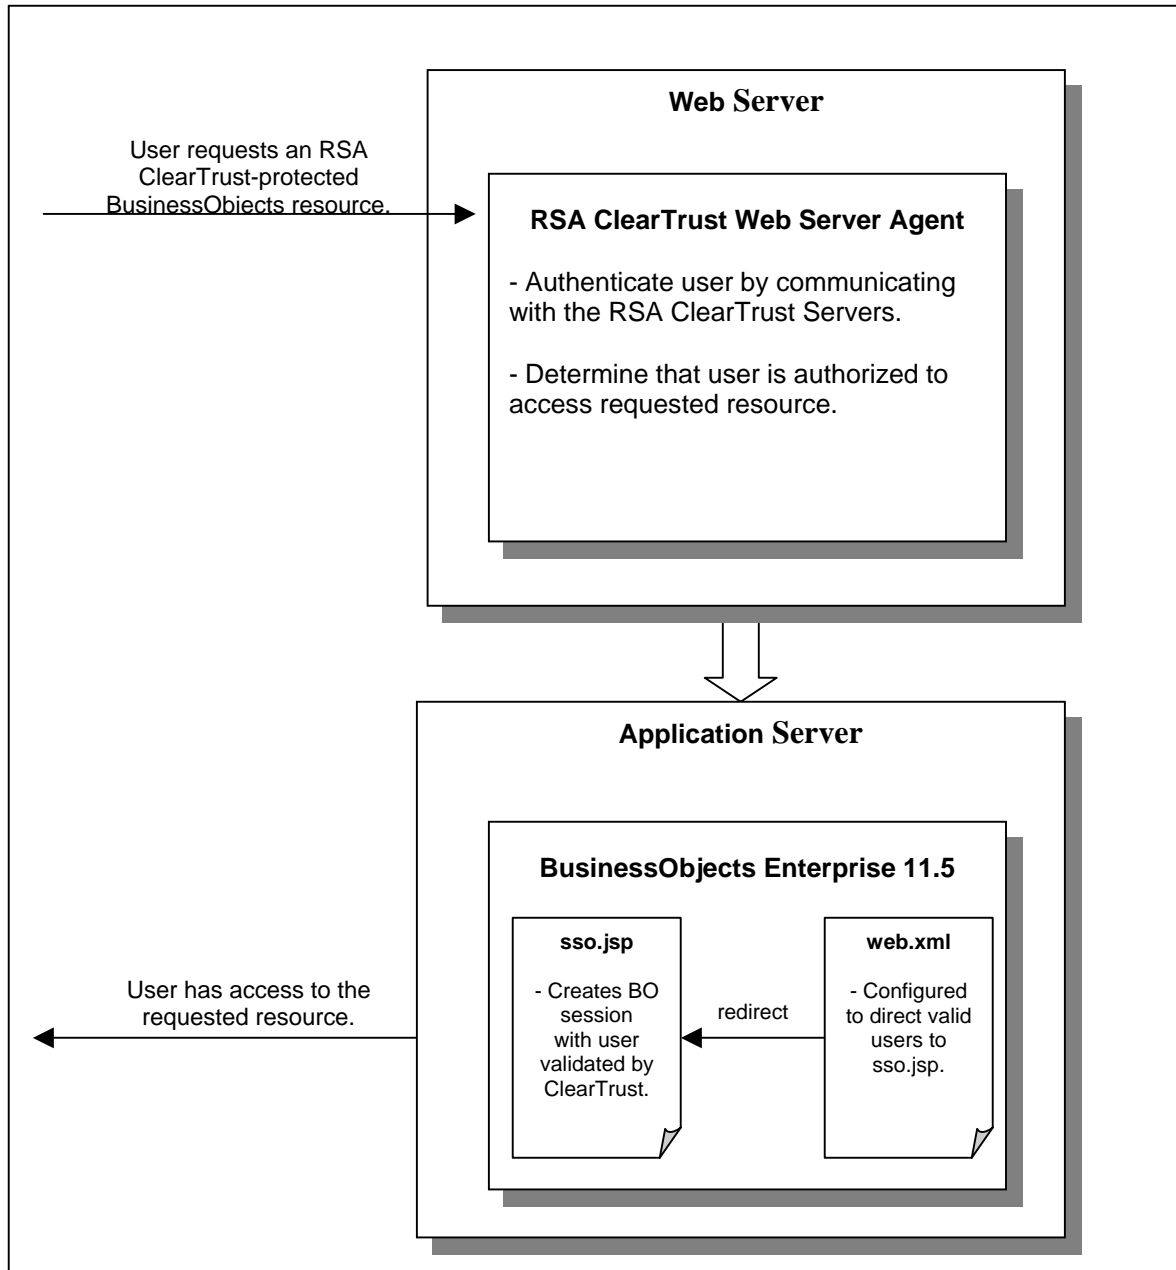 Web Server
User requests an RSA
ClearTrust-protected
BusinessObjects resource.
RSA ClearTrust Web Server Agent
- Authenticate user by communicating
with the RSA ClearTrust Servers.
- Determine that user is authorized to
access requested resource.
Application Server
BusinessObjects Enterprise 11.5
sso.jsp
- Creates BO
session
with user
validated by
ClearTrust.
redirect
web.xml
- Configured
to direct valid
users to
sso.jsp.
User has access to the
requested resource.